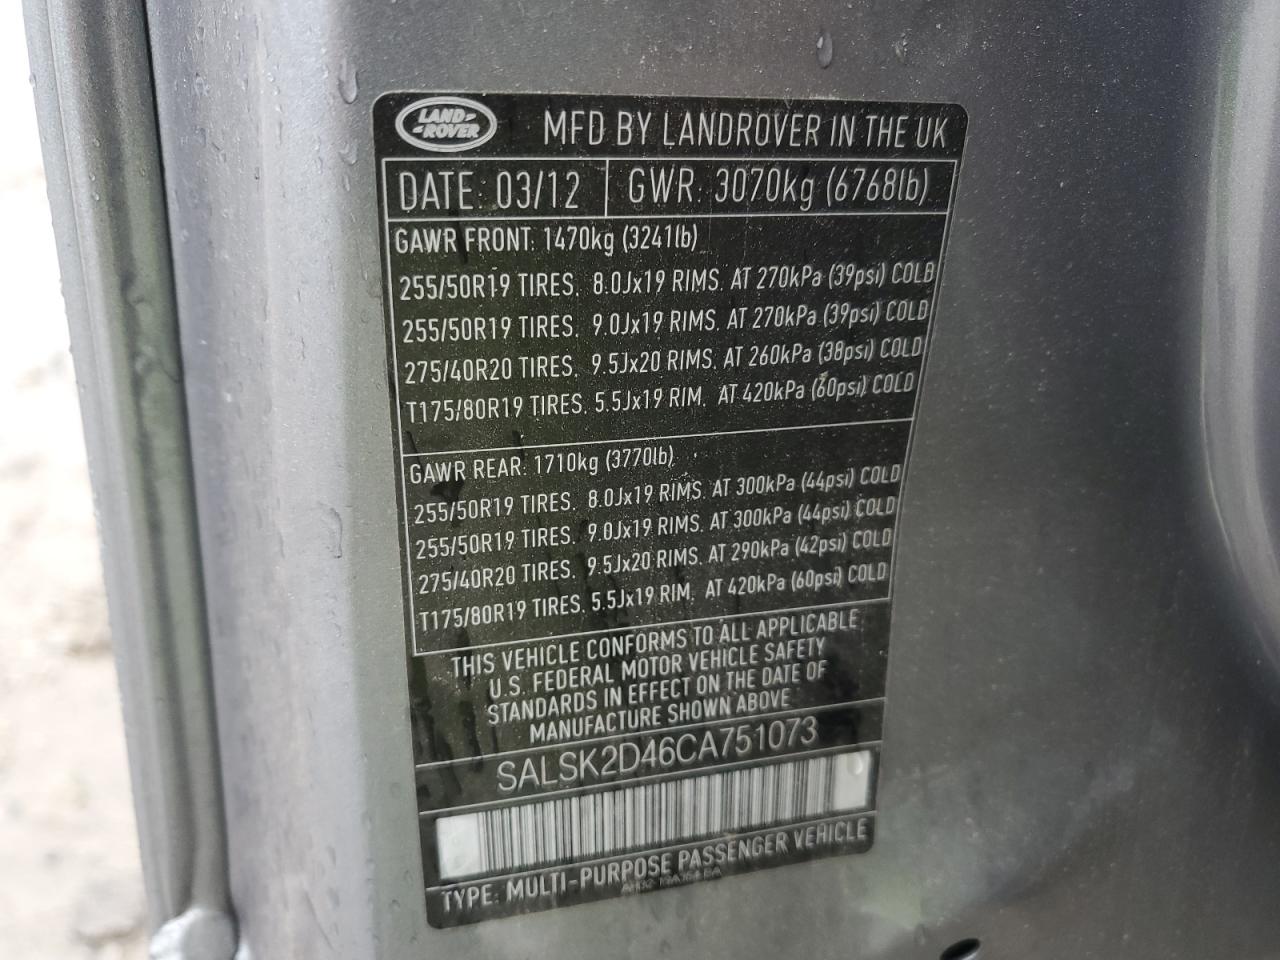 LAND-
-ROVER
MFD BY LANDROVER IN THE UK
DATE: 03/12 GWR: 3070kg (6768lb)
GAWR FRONT: 1470kg (3241lb)
255/50R19 TIRES. 8.0Jx19 RIMS. AT 270kPa (39psi) COLD
255/50R19 TIRES. 9.0Jx19 RIMS. AT 270kPa (39psi) COLD
275/40R20 TIRES. 9.5Jx20 RIMS. AT 260kPa (38psi) COLD
T175/80R19 TIRES. 5.5Jx19 RIM. AT 420kPa (60psi) COLD
GAWR REAR: 1710kg (3770lb)
255/50R19 TIRES. 8.0Jx19 RIMS. AT 300kPa (44psi) COLD
255/50R19 TIRES. 9.0Jx19 RIMS. AT 300kPa (44psi) COLD
275/40R20 TIRES. 9.5Jx20 RIMS. AT 290kPa (42psi) COLD
T175/80R19 TIRES. 5.5Jx19 RIM. AT 420kPa (60psi) COLD
THIS VEHICLE CONFORMS TO ALL APPLICABLE
U.S. FEDERAL MOTOR VEHICLE SAFETY
STANDARDS IN EFFECT ON THE DATE OF
MANUFACTURE SHOWN ABOVE
SALSK2D46CA751073
TYPE: MULTI-PURPOSE PASSENGER VEHICLE